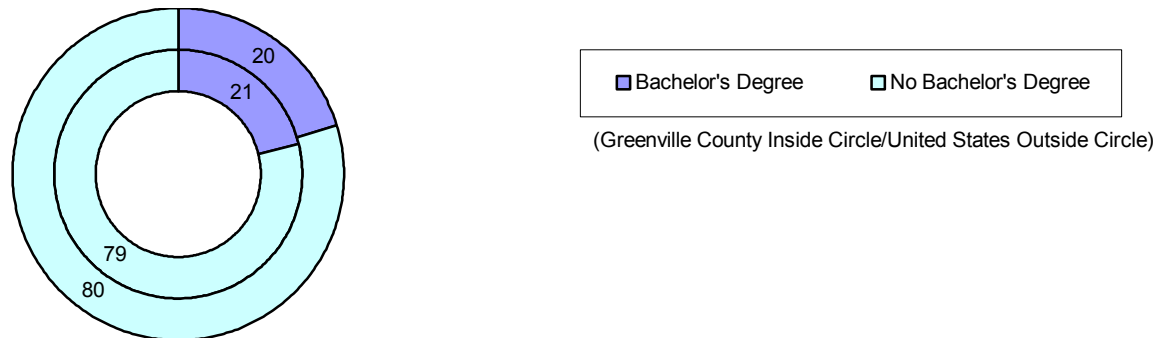 20
21
79
80
Bachelor's Degree No Bachelor's Degree
(Greenville County Inside Circle/United States Outside Circle)